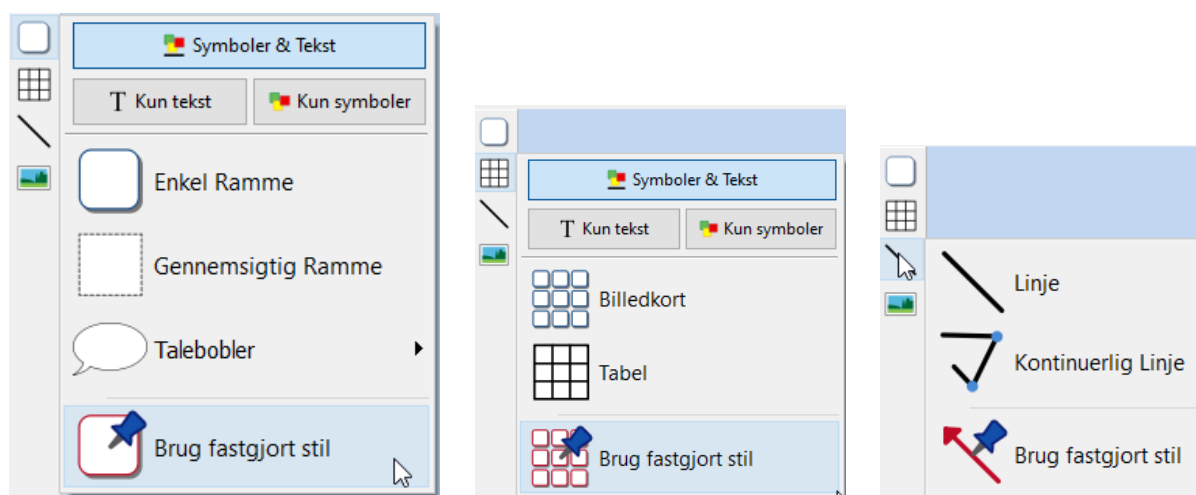 Symboler & Tekst
T Kun tekst
Kun symboler
Enkel Ramme
Gennemsigtig Ramme
Talebobler
Brug fastgjort stil
Symboler & Tekst
T Kun tekst
Kun symboler
Billedkort
Tabel
Brug fastgjort stil
Linje
Kontinuerlig Linje
Brug fastgjort stil